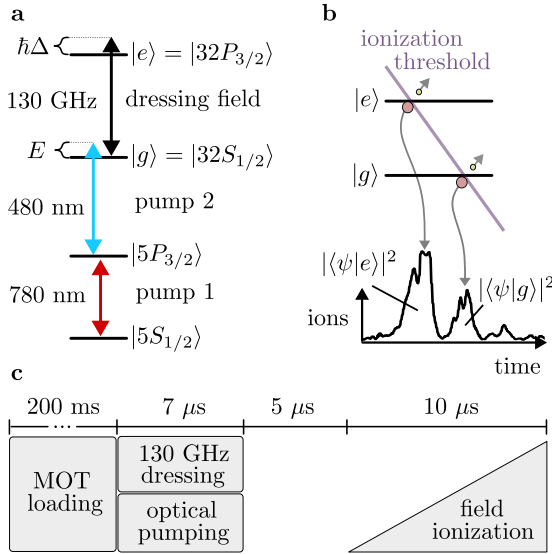 a
ħΔ
|e⟩ = |32P₃/₂⟩
130 GHz
dressing field
E
|g⟩ = |32S₁/₂⟩
480 nm
pump 2
|5P₃/₂⟩
780 nm
pump 1
|5S₁/₂⟩
b
ionization
threshold
|e⟩
|g⟩
|⟨ψ|e⟩|²
|⟨ψ|g⟩|²
ions
time
c
200 ms
7 μs
5 μs
10 μs
...
MOT
loading
130 GHz
dressing
optical
pumping
field
ionization